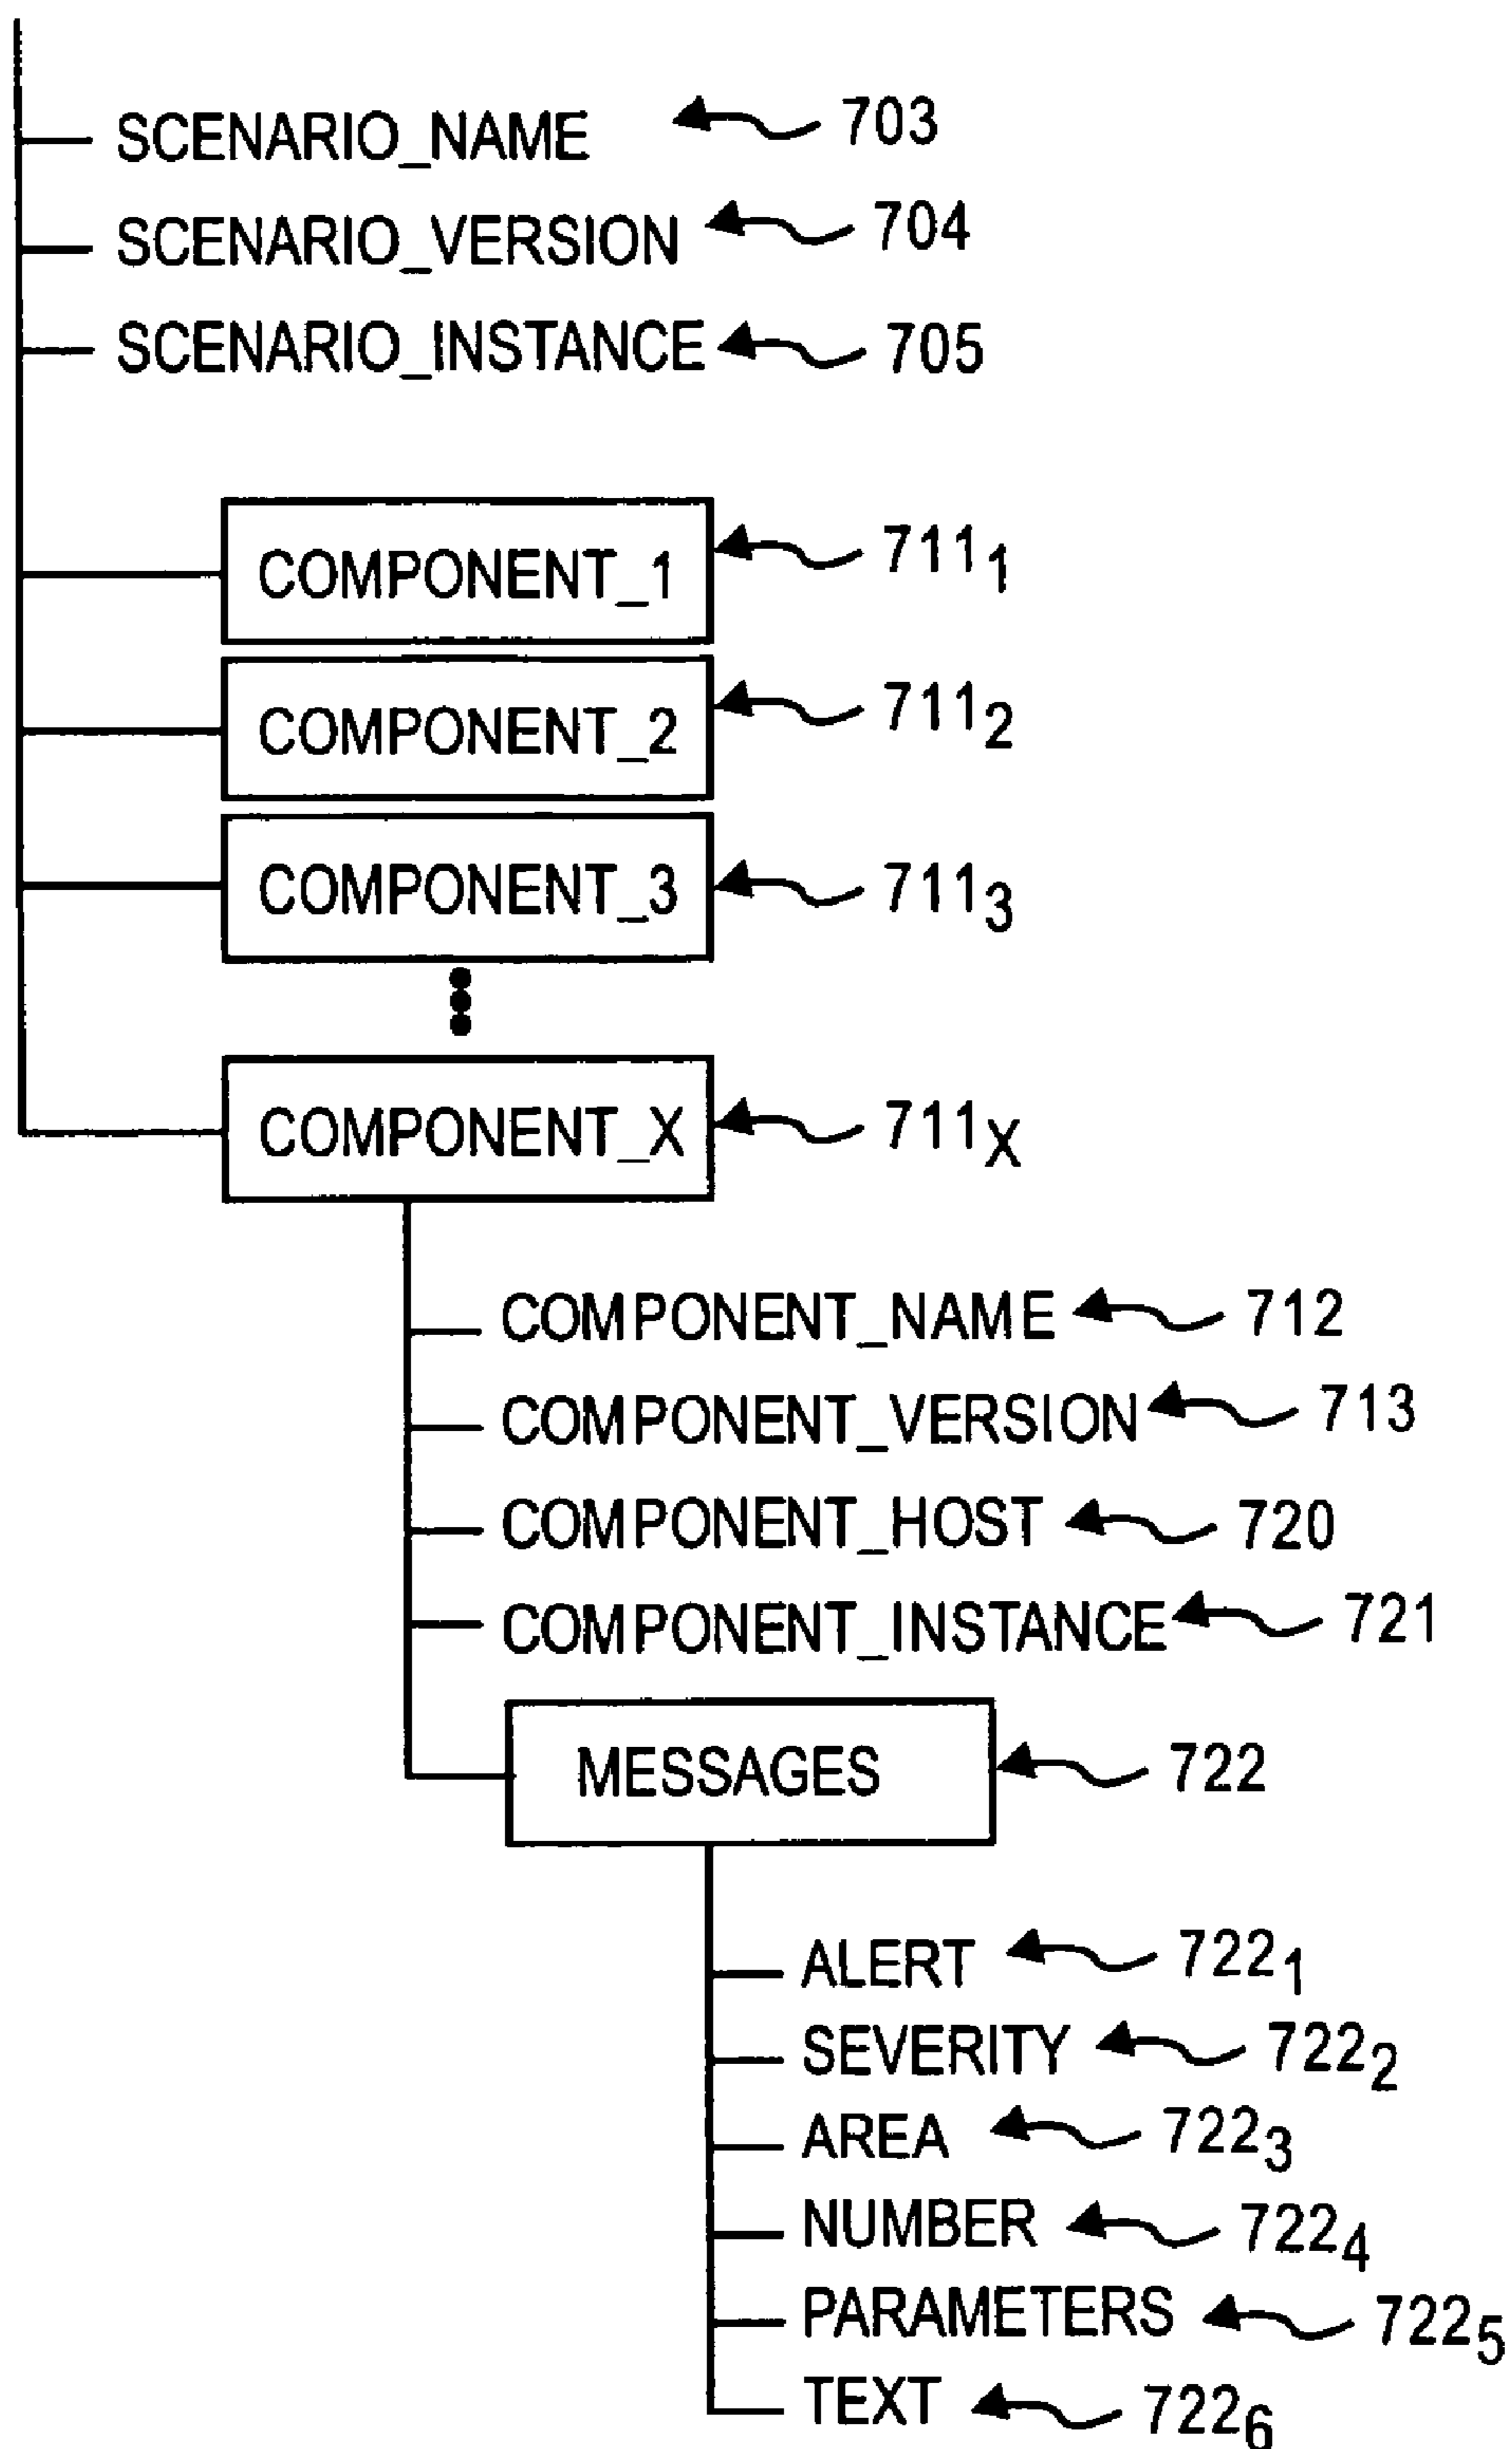 SCENARIO_NAME 703
SCENARIO_VERSION 704
SCENARIO_INSTANCE 705
COMPONENT_1 711₁
COMPONENT_2 711₂
COMPONENT_3 711₃
COMPONENT_X 711X
COMPONENT_NAME 712
COMPONENT_VERSION 713
COMPONENT_HOST 720
COMPONENT_INSTANCE 721
MESSAGES 722
ALERT 722₁
SEVERITY 722₂
AREA 722₃
NUMBER 722₄
PARAMETERS 722₅
TEXT 722₆